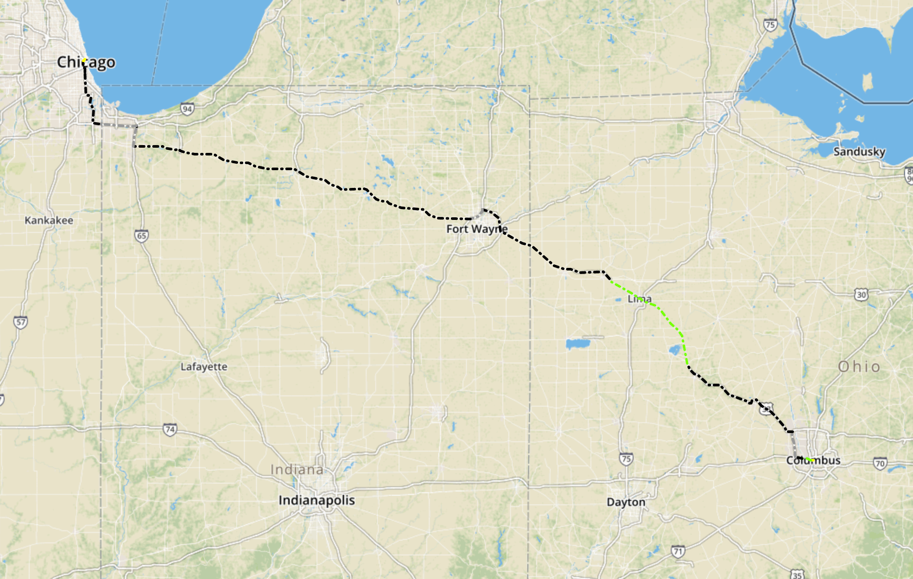 75
Chicago
94
Sandusky
Kankakee
Fort Wayne
65
30
Lima
57
Lafayette
Ohio
74
75
Columbus
70
Indiana
Indianapolis
Dayton
71
35